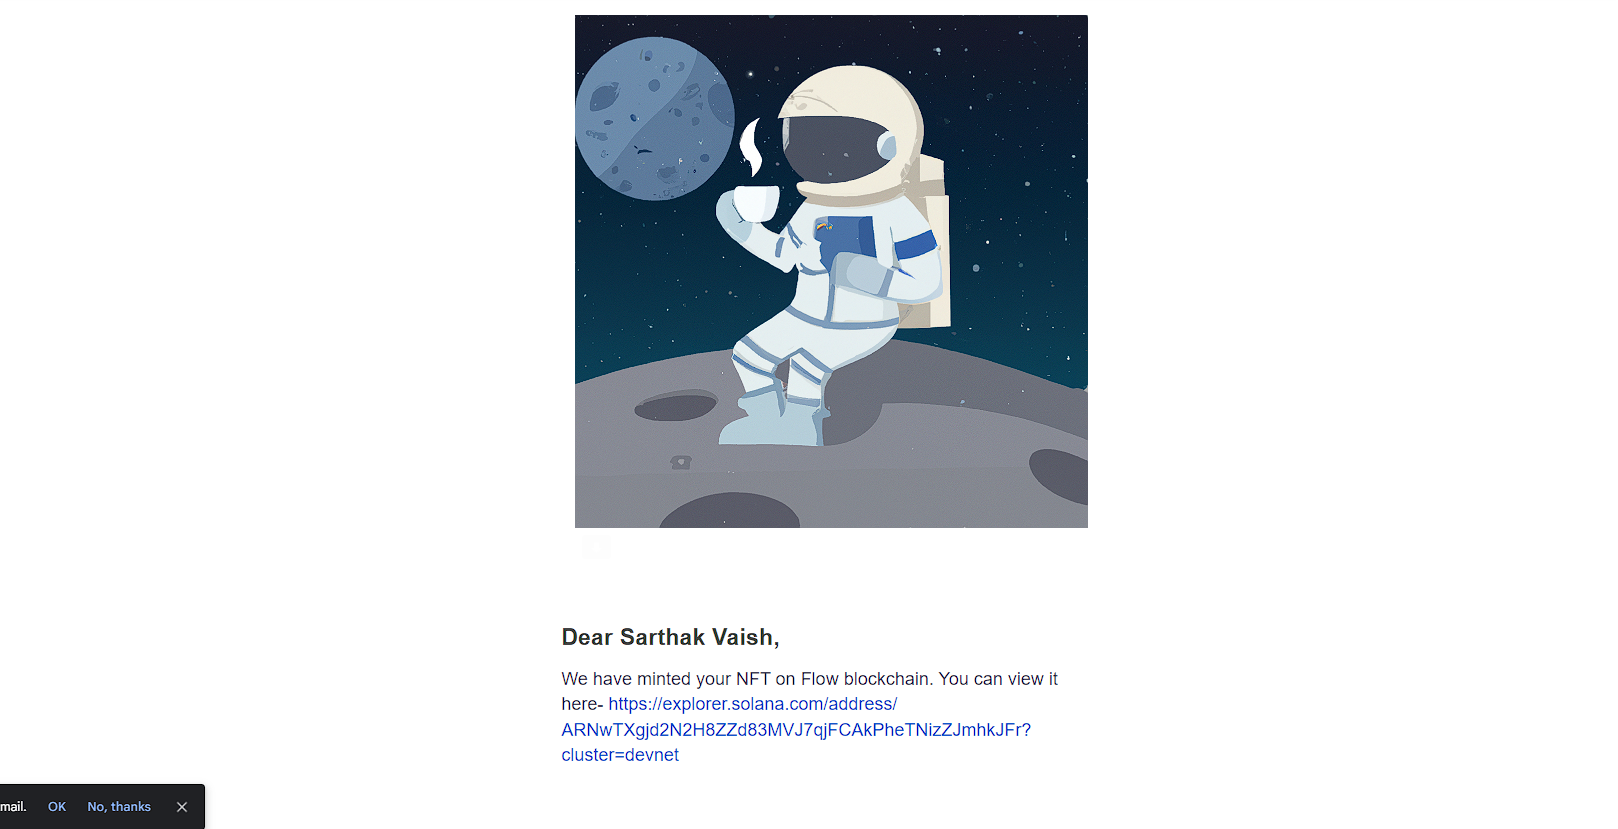 Dear Sarthak Vaish,
We have minted your NFT on Flow blockchain. You can view it
here- https://explorer.solana.com/address/
ARNwTXgjd2N2H8ZZd83MVJ7qjFCAkPheTNizZJmhkJFr?
cluster=devnet
mail. OK No, thanks